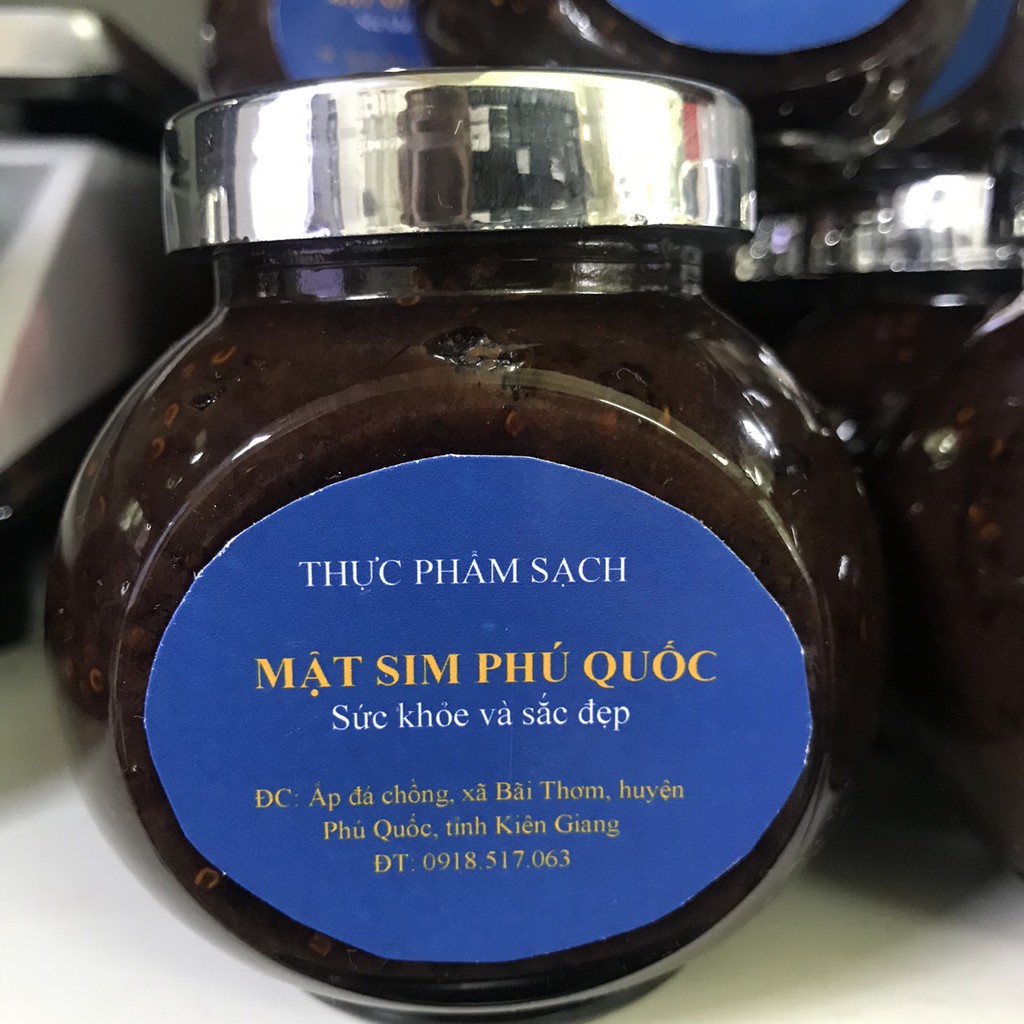 THỰC PHẨM SẠCH
MẬT SIM PHÚ QUỐC
Sức khỏe và sắc đẹp
ĐC: Ấp đá chồng, xã Bãi Thơm, huyện
Phú Quốc, tỉnh Kiên Giang
ĐT: 0918.517.063